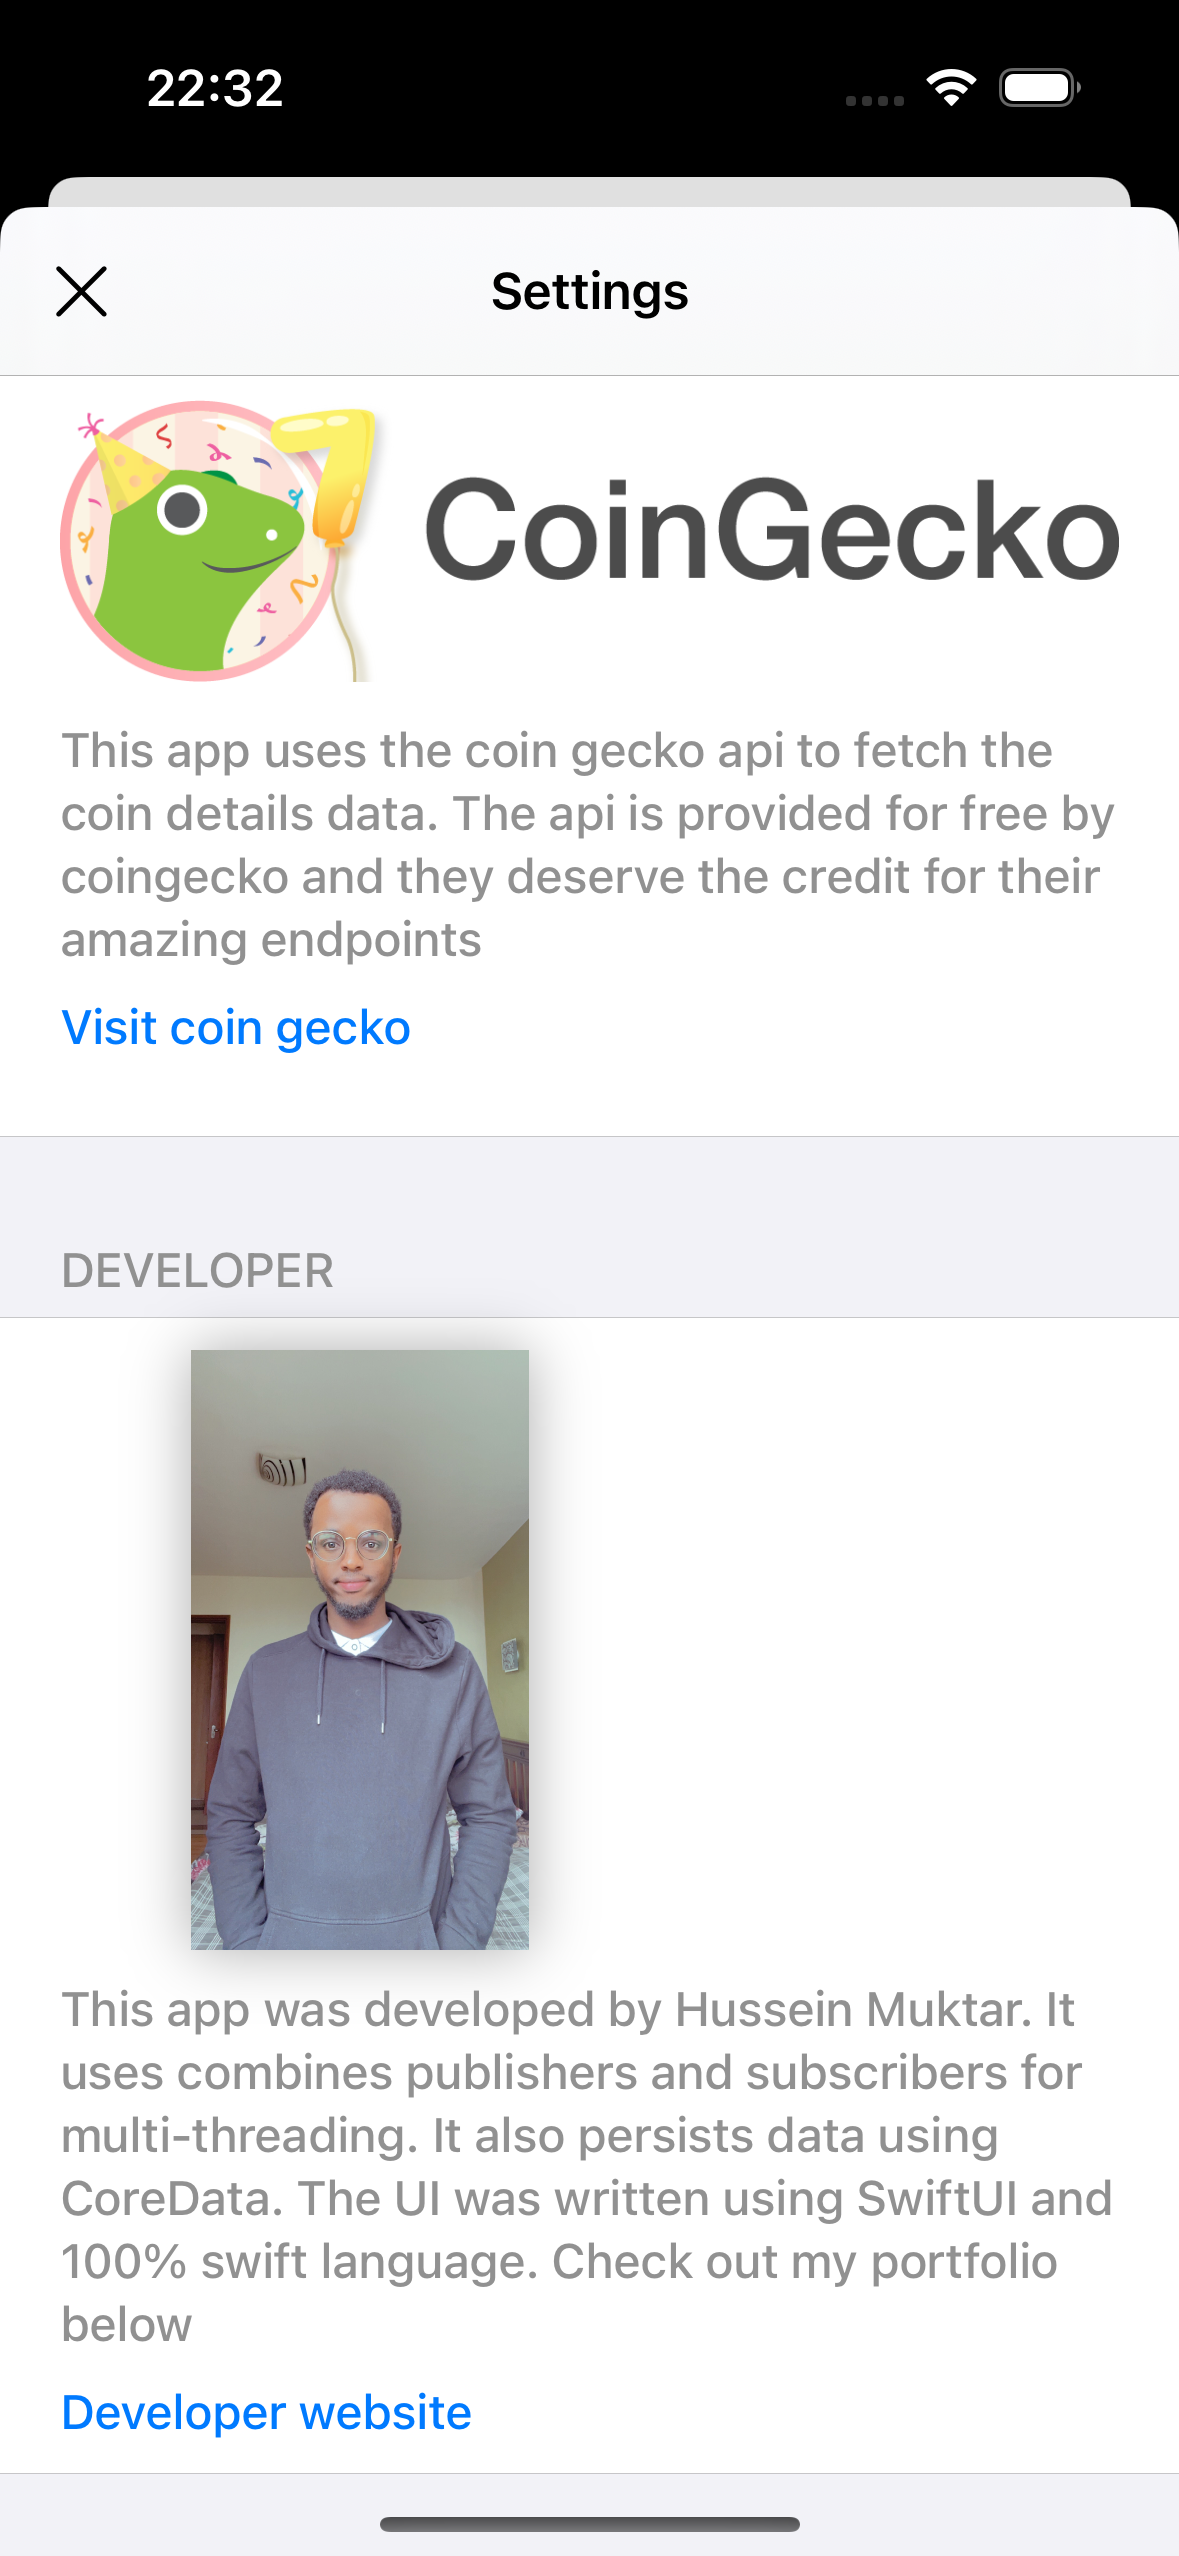 22:32
Settings
7
CoinGecko
This app uses the coin gecko api to fetch the
coin details data. The api is provided for free by
coingecko and they deserve the credit for their
amazing endpoints
Visit coin gecko
DEVELOPER
This app was developed by Hussein Muktar. It
uses combines publishers and subscribers for
multi-threading. It also persists data using
CoreData. The UI was written using SwiftUI and
100% swift language. Check out my portfolio
below
Developer website